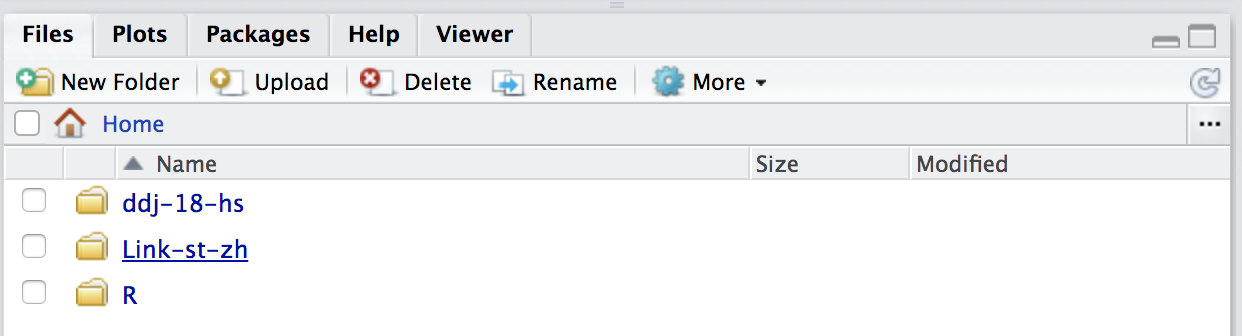 Files Plots Packages Help Viewer
New Folder Upload Delete Rename More
Home ...
Name Size Modified
ddj-18-hs
Link-st-zh
R